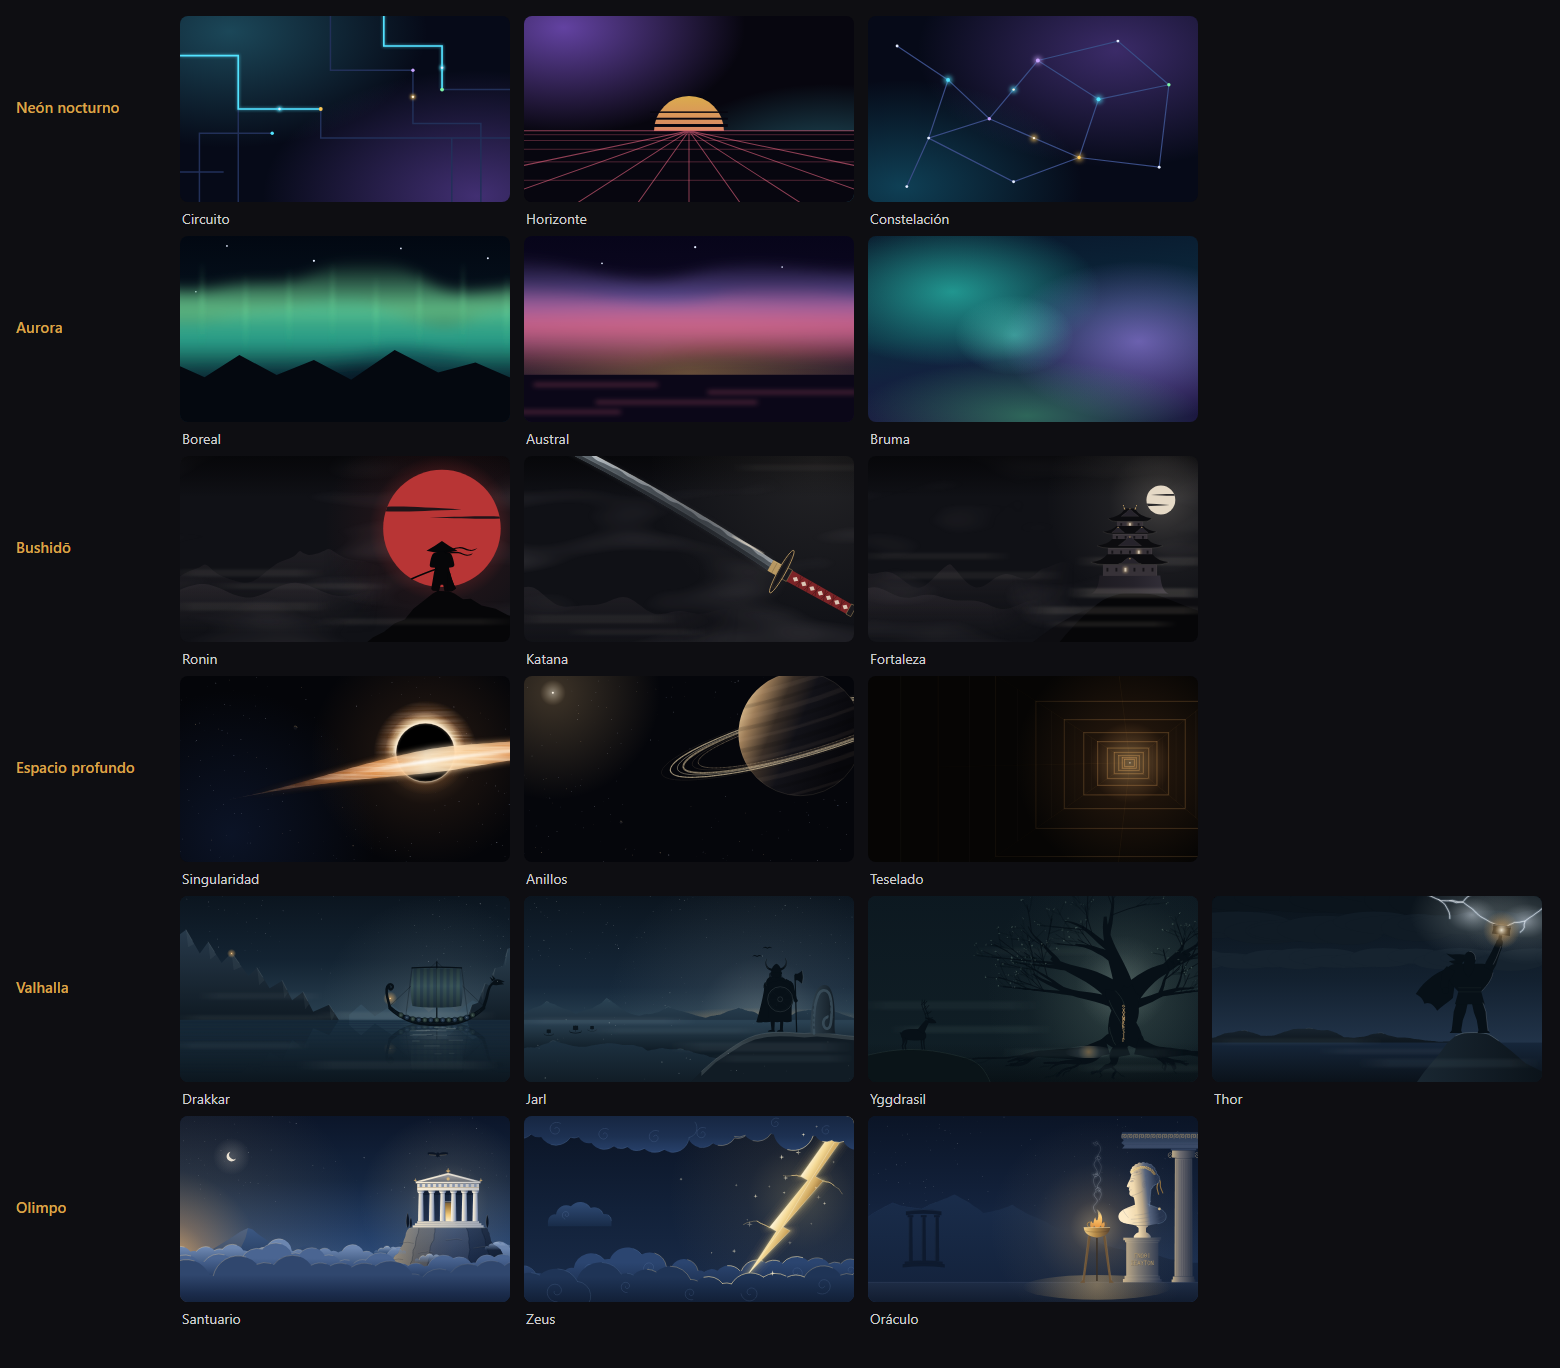 Neón nocturno
Circuito
Horizonte
Constelación
Aurora
Boreal
Austral
Bruma
Bushidō
Ronin
Katana
Fortaleza
Espacio profundo
Singularidad
Anillos
Teselado
Valhalla
Drakkar
Jarl
Yggdrasil
Thor
Olimpo
Santuario
Zeus
Oráculo